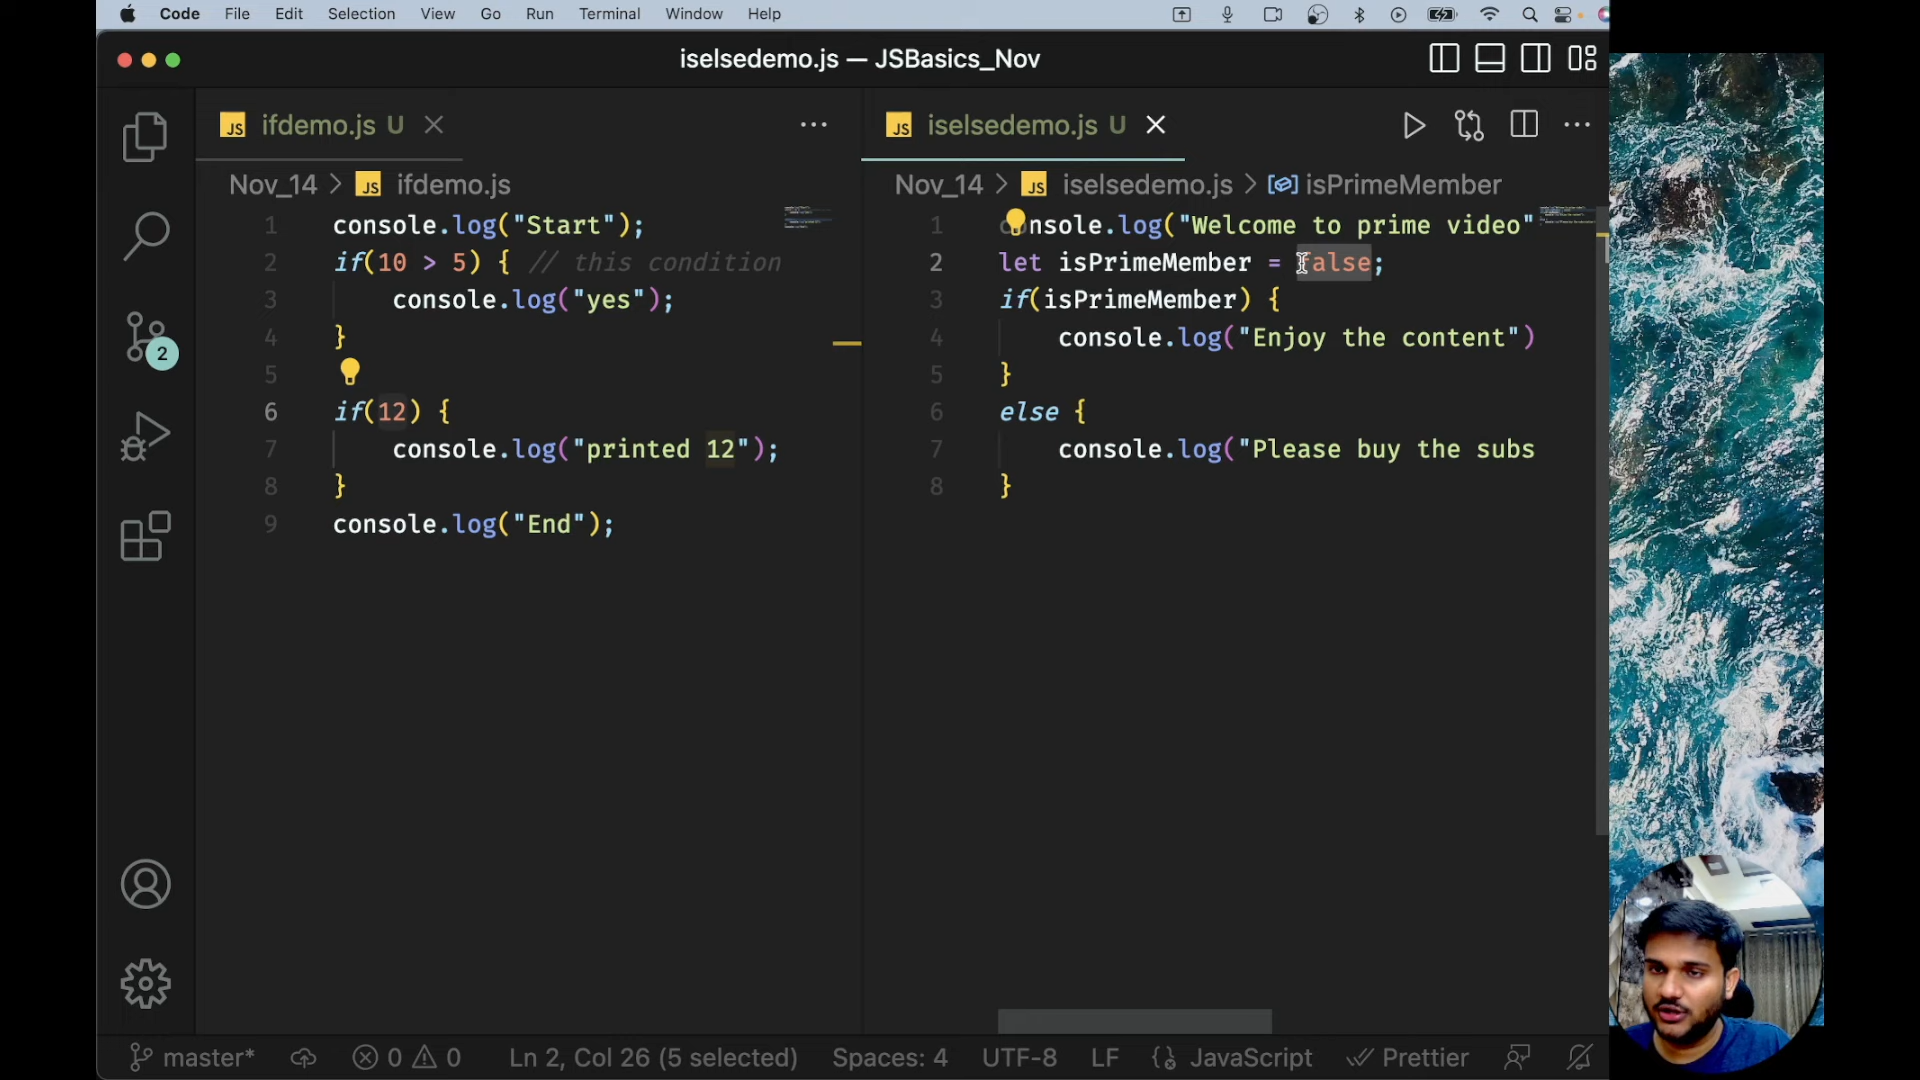 Code File Edit Selection View Go Run Terminal Window Help
iselsedemo.js — JSBasics_Nov
JS ifdemo.js U
Nov_14 > JS ifdemo.js
1 console.log("Start");
2 if(10 > 5) { // this condition
3 console.log("yes");
4 }
5
6 if(12) {
7 console.log("printed 12");
8 }
9 console.log("End");
JS iselsedemo.js U
Nov_14 > JS iselsedemo.js > isPrimeMember
1 console.log("Welcome to prime video"
2 let isPrimeMember = false;
3 if(isPrimeMember) {
4 console.log("Enjoy the content")
5 }
6 else {
7 console.log("Please buy the subs
8 }
2
master* 0 0 Ln 2, Col 26 (5 selected) Spaces: 4 UTF-8 LF {} JavaScript Prettier